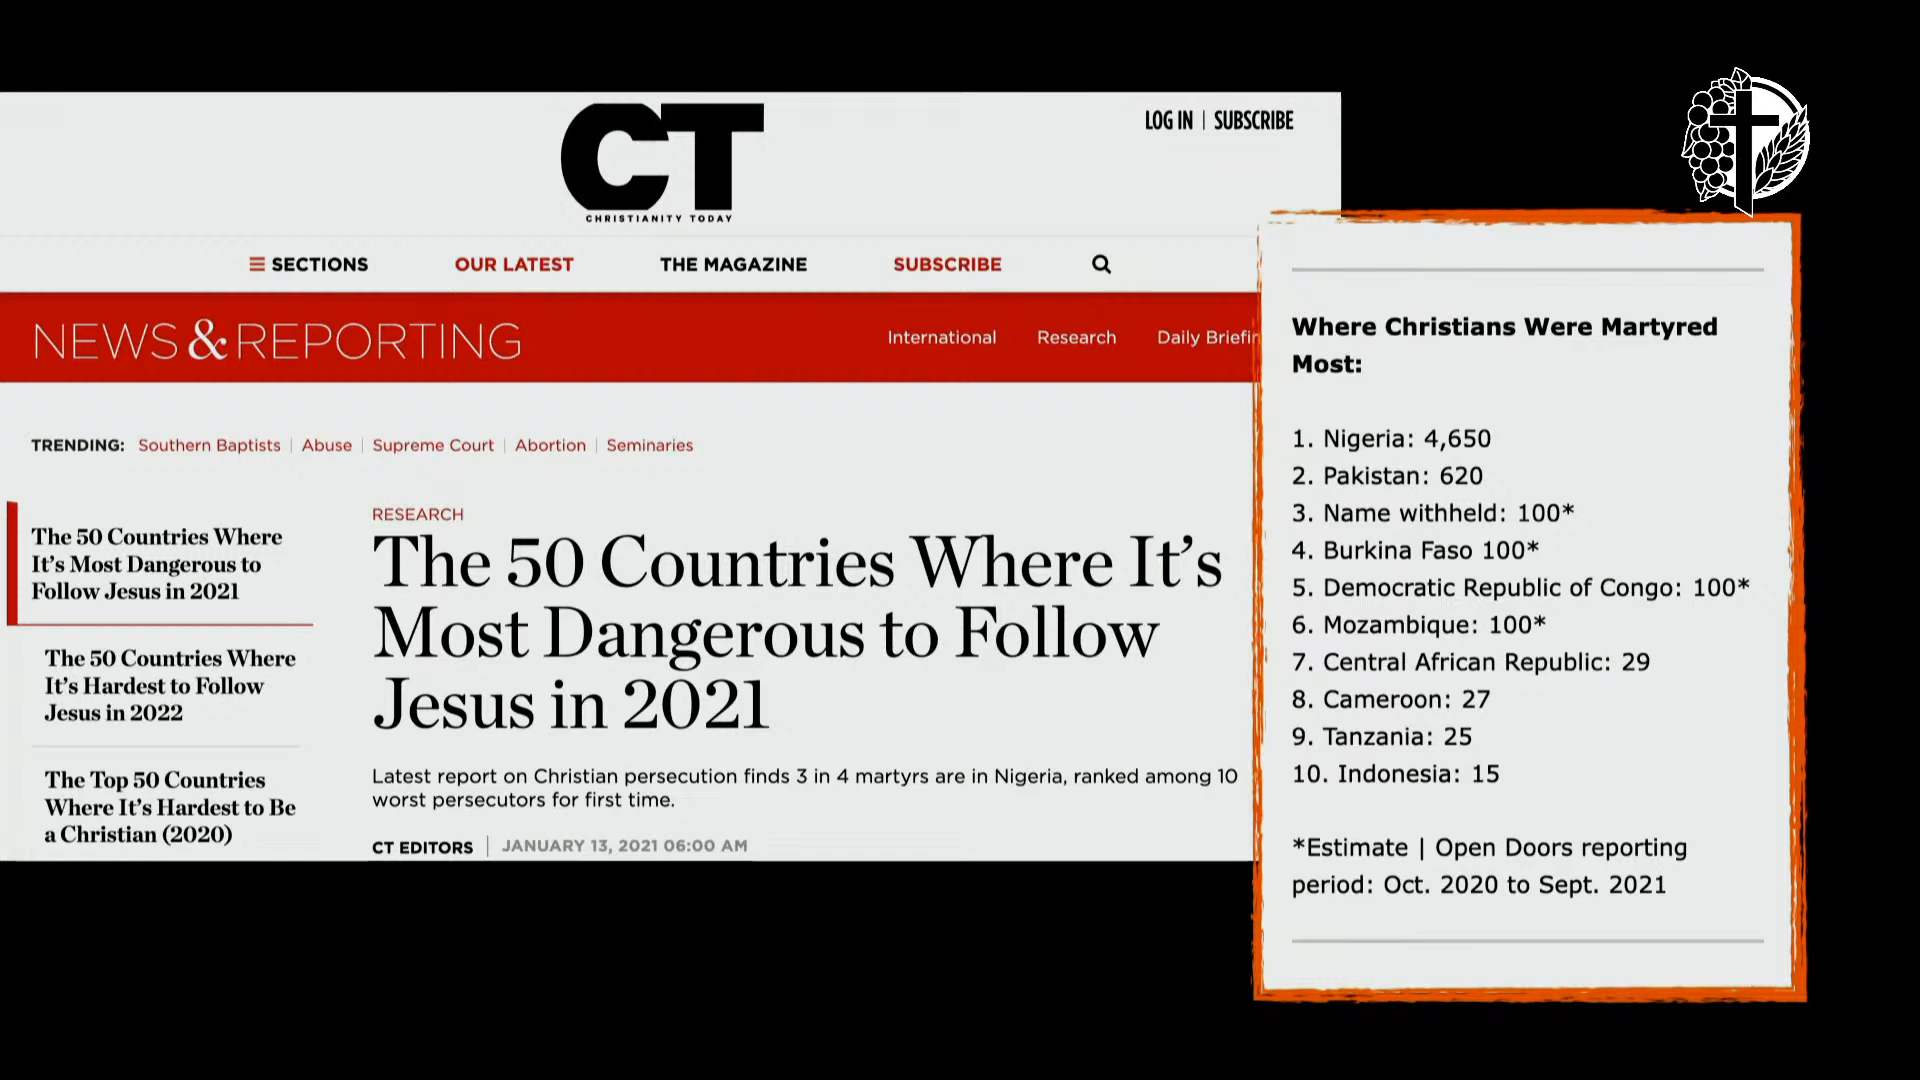 CT
CHRISTIANITY TODAY
LOG IN | SUBSCRIBE
SECTIONS OUR LATEST THE MAGAZINE SUBSCRIBE
NEWS & REPORTING
International Research Daily Briefin
TRENDING: Southern Baptists | Abuse | Supreme Court | Abortion | Seminaries
The 50 Countries Where
It's Most Dangerous to
Follow Jesus in 2021
The 50 Countries Where
It's Hardest to Follow
Jesus in 2022
The Top 50 Countries
Where It's Hardest to Be
a Christian (2020)
RESEARCH
The 50 Countries Where It's
Most Dangerous to Follow
Jesus in 2021
Latest report on Christian persecution finds 3 in 4 martyrs are in Nigeria, ranked among 10
worst persecutors for first time.
CT EDITORS | JANUARY 13, 2021 06:00 AM
Where Christians Were Martyred
Most:
1. Nigeria: 4,650
2. Pakistan: 620
3. Name withheld: 100*
4. Burkina Faso 100*
5. Democratic Republic of Congo: 100*
6. Mozambique: 100*
7. Central African Republic: 29
8. Cameroon: 27
9. Tanzania: 25
10. Indonesia: 15
*Estimate | Open Doors reporting
period: Oct. 2020 to Sept. 2021